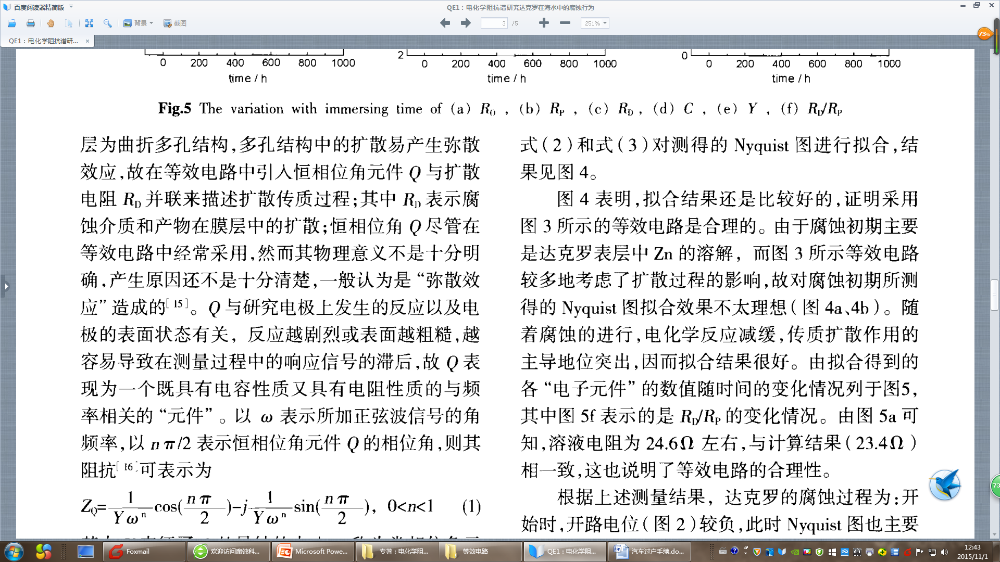 百度阅读器精简版
QE1：电化学阻抗谱研究达克罗在海水中的腐蚀行为
背景
截图
3 /5
251%
QE1：电化学阻抗谱研...
73%
0 200 400 600 800 1000
time / h
2
0 200 400 600 800 1000
time / h
0
0 200 400 600 800 1000
time / h
Fig.5 The variation with immersing time of (a) RΩ , (b) RP , (c) RD , (d) C , (e) Y , (f) RD/RP
层为曲折多孔结构,多孔结构中的扩散易产生弥散
效应,故在等效电路中引入恒相位角元件 Q 与扩散
电阻 RD 并联来描述扩散传质过程;其中 RD 表示腐
蚀介质和产物在膜层中的扩散;恒相位角 Q 尽管在
等效电路中经常采用,然而其物理意义不是十分明
确,产生原因还不是十分清楚,一般认为是“弥散效
应”造成的[15]。Q 与研究电极上发生的反应以及电
极的表面状态有关，反应越剧烈或表面越粗糙,越
容易导致在测量过程中的响应信号的滞后,故 Q 表
现为一个既具有电容性质又具有电阻性质的与频
率相关的“元件”。以 ω 表示所加正弦波信号的角
频率,以 nπ/2 表示恒相位角元件 Q 的相位角,则其
阻抗[16]可表示为
ZQ=1/(Yωⁿ)cos(nπ/2)-j1/(Yωⁿ)sin(nπ/2), 0<n<1 (1)
式(2)和式(3)对测得的 Nyquist 图进行拟合,结
果见图 4。
图 4 表明,拟合结果还是比较好的,证明采用
图 3 所示的等效电路是合理的。由于腐蚀初期主要
是达克罗表层中 Zn 的溶解，而图 3 所示等效电路
较多地考虑了扩散过程的影响,故对腐蚀初期所测
得的 Nyquist 图拟合效果不太理想(图 4a、4b)。随
着腐蚀的进行,电化学反应减缓,传质扩散作用的
主导地位突出,因而拟合结果很好。由拟合得到的
各“电子元件”的数值随时间的变化情况列于图5,
其中图 5f 表示的是 RD/RP 的变化情况。由图 5a 可
知,溶液电阻为 24.6Ω 左右,与计算结果(23.4Ω)
相一致,这也说明了等效电路的合理性。
根据上述测量结果，达克罗的腐蚀过程为:开
始时,开路电位(图 2)较负,此时 Nyquist 图也主要
73
Foxmail
欢迎访问腐蚀科...
Microsoft Powe...
专著：电化学阻...
等效电路
QE1：电化学阻...
汽车过户手续.do...
12:43
2015/11/1